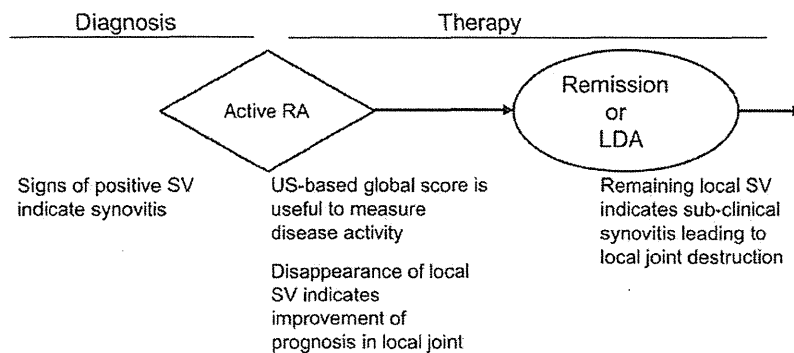 Diagnosis
Therapy
Active RA
Remission
or
LDA
Signs of positive SV
indicate synovitis
US-based global score is
useful to measure
disease activity
Disappearance of local
SV indicates
improvement of
prognosis in local joint
Remaining local SV
indicates sub-clinical
synovitis leading to
local joint destruction